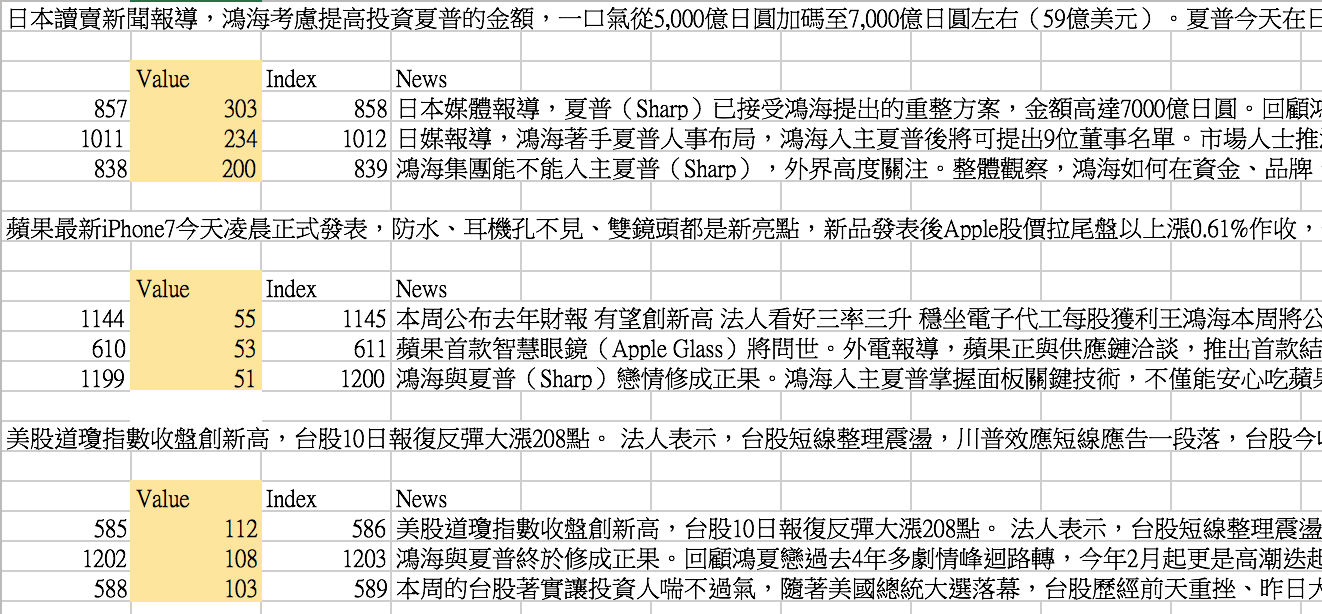 日本讀賣新聞報導，鴻海考慮提高投資夏普的金額，一口氣從5,000億日圓加碼至7,000億日圓左右（59億美元）。夏普今天在日
Value Index News
857 303 858 日本媒體報導，夏普（Sharp）已接受鴻海提出的重整方案，金額高達7000億日圓。回顧鴻
1011 234 1012 日媒報導，鴻海著手夏普人事布局，鴻海入主夏普後將可提出9位董事名單。市場人士推測
838 200 839 鴻海集團能不能入主夏普（Sharp），外界高度關注。整體觀察，鴻海如何在資金、品牌
蘋果最新iPhone7今天凌晨正式發表，防水、耳機孔不見、雙鏡頭都是新亮點，新品發表後Apple股價拉尾盤以上漲0.61%作收，
Value Index News
1144 55 1145 本周公布去年財報 有望創新高 法人看好三率三升 穩坐電子代工每股獲利王鴻海本周將公
610 53 611 蘋果首款智慧眼鏡（Apple Glass）將問世。外電報導，蘋果正與供應鏈洽談，推出首款結
1199 51 1200 鴻海與夏普（Sharp）戀情修成正果。鴻海入主夏普掌握面板關鍵技術，不僅能安心吃蘋果
美股道瓊指數收盤創新高，台股10日報復反彈大漲208點。 法人表示，台股短線整理震盪，川普效應短線應告一段落，台股今
Value Index News
585 112 586 美股道瓊指數收盤創新高，台股10日報復反彈大漲208點。 法人表示，台股短線整理震盪
1202 108 1203 鴻海與夏普終於修成正果。回顧鴻夏戀過去4年多劇情峰迴路轉，今年2月起更是高潮迭起
588 103 589 本周的台股著實讓投資人喘不過氣，隨著美國總統大選落幕，台股歷經前天重挫、昨日大